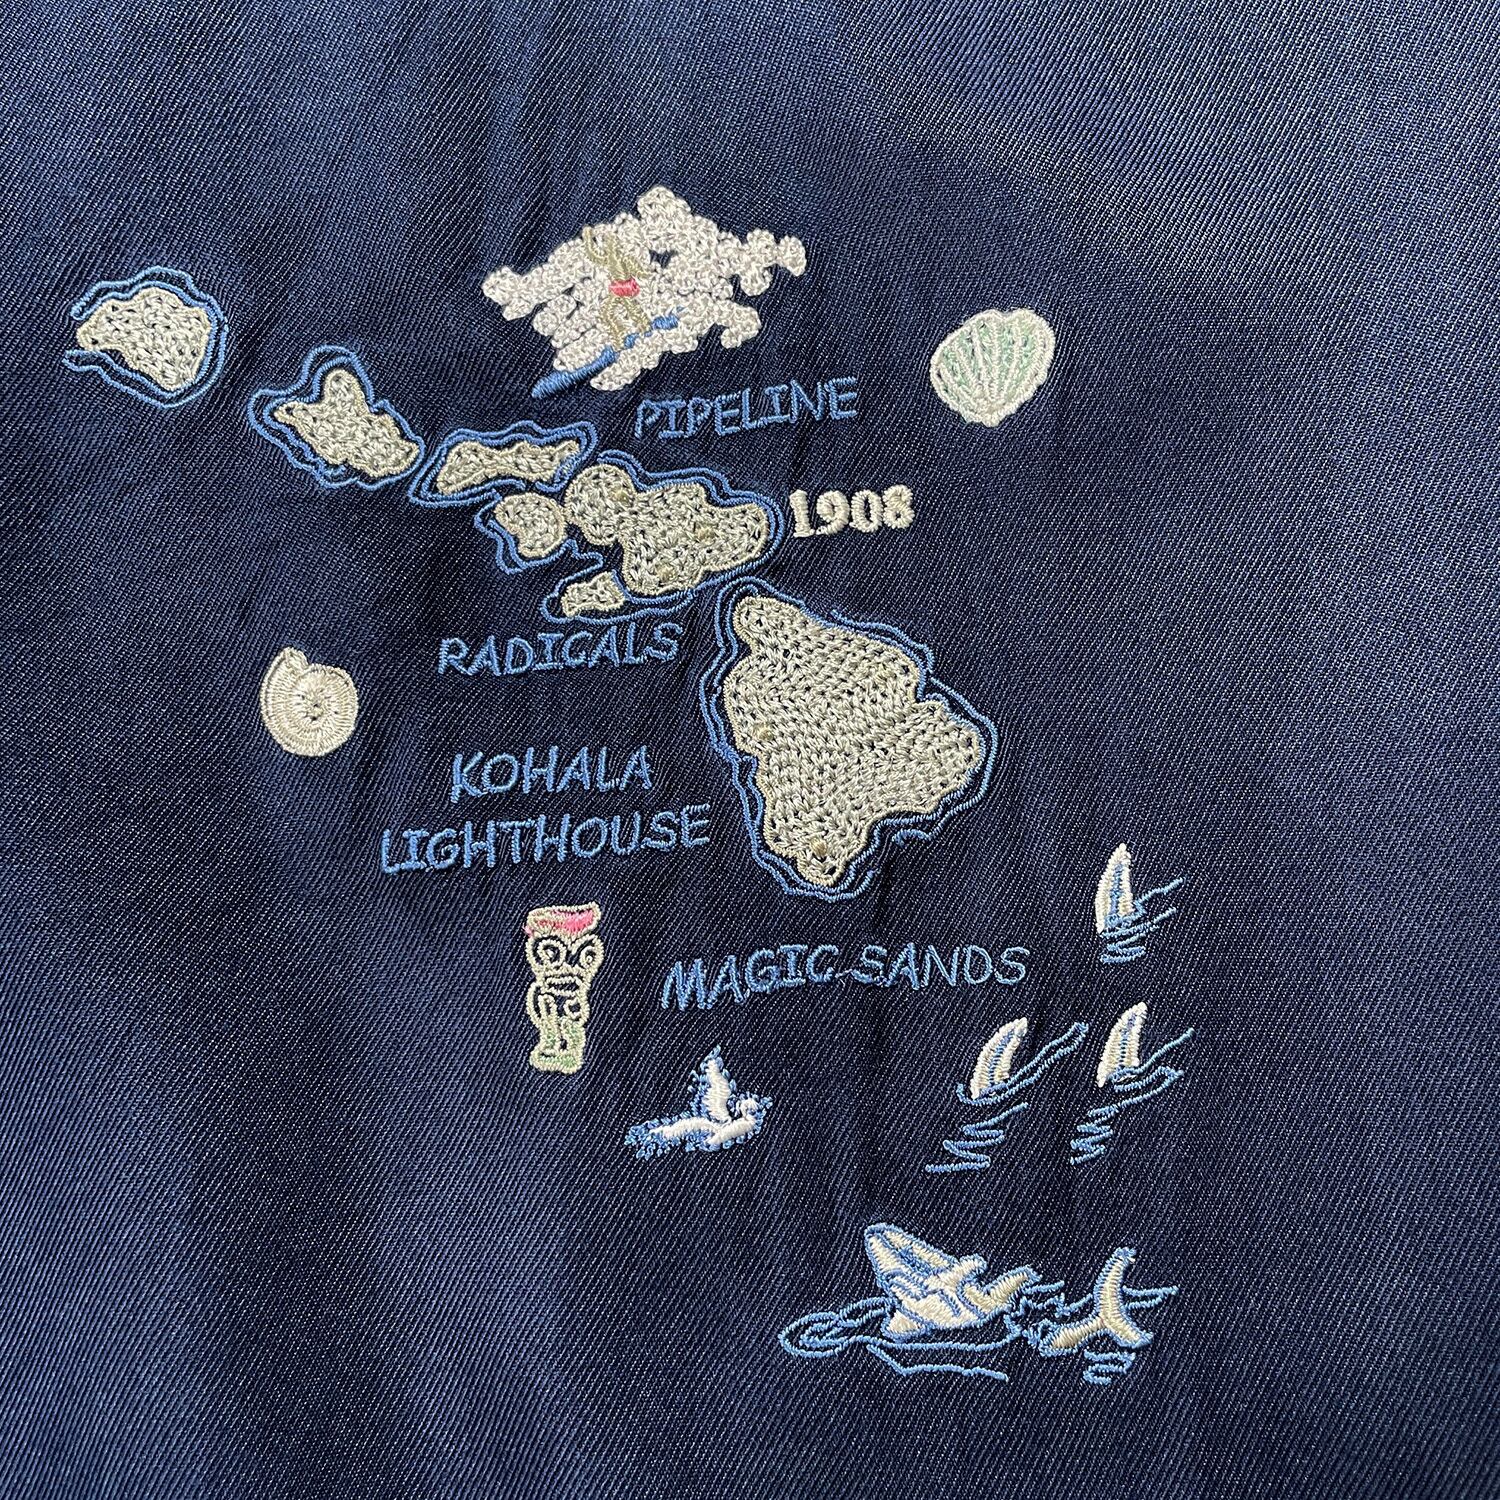 PIPELINE
1908
RADICALS
KOHALA
LIGHTHOUSE
MAGIC SANDS